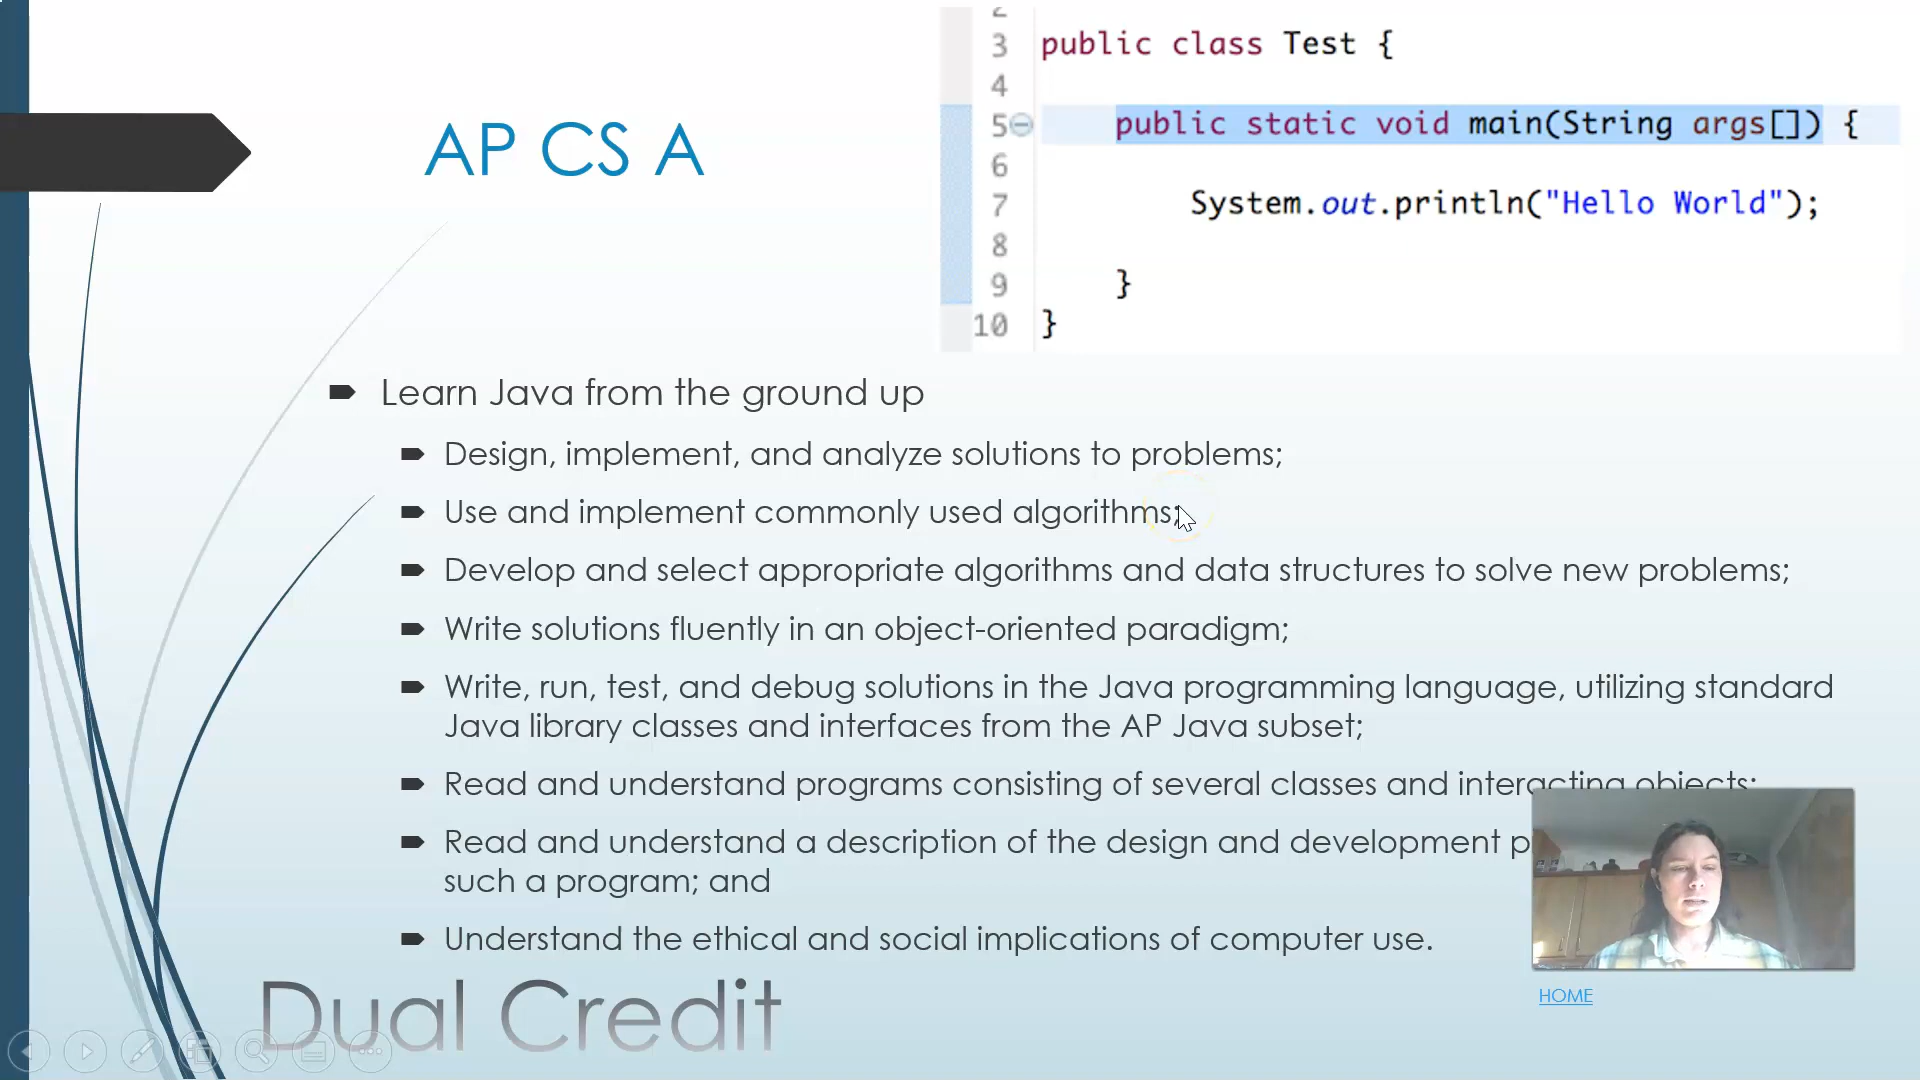 AP CS A
2
3 public class Test {
4
5 public static void main(String args[]) {
6
7 System.out.println("Hello World");
8
9 }
10 }
Learn Java from the ground up
Design, implement, and analyze solutions to problems;
Use and implement commonly used algorithms;
Develop and select appropriate algorithms and data structures to solve new problems;
Write solutions fluently in an object-oriented paradigm;
Write, run, test, and debug solutions in the Java programming language, utilizing standard
Java library classes and interfaces from the AP Java subset;
Read and understand programs consisting of several classes and interacting objects;
Read and understand a description of the design and development
such a program; and
Understand the ethical and social implications of computer use.
Dual Credit
HOME